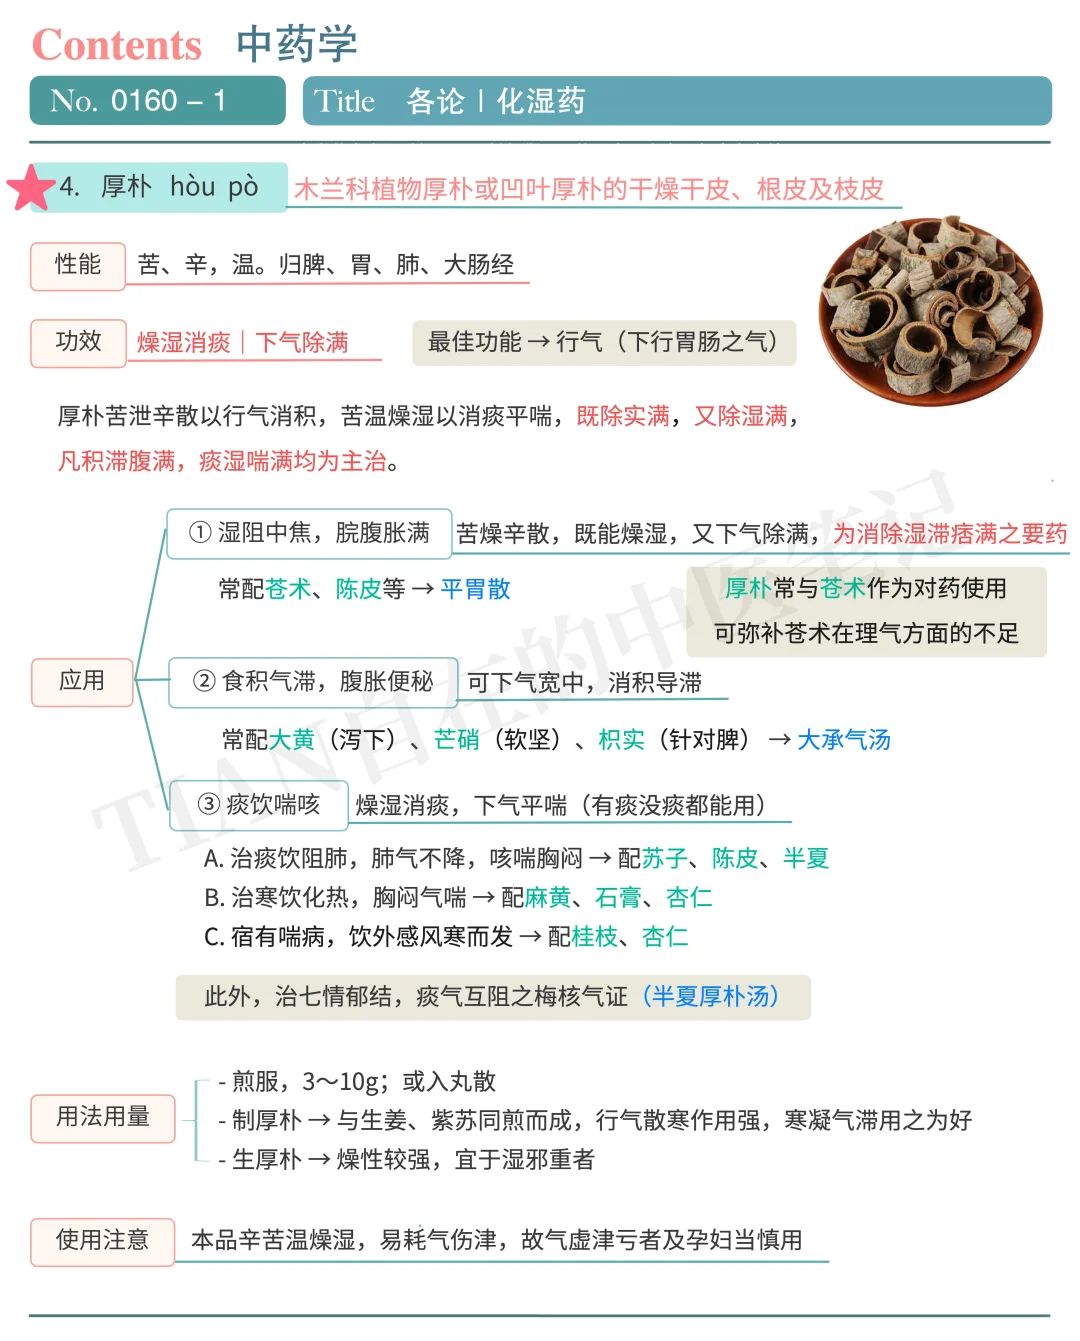 Contents 中药学
No. 0160 – 1
Title 各论 | 化湿药
4. 厚朴 hòu pò 木兰科植物厚朴或凹叶厚朴的干燥干皮、根皮及枝皮
性能 苦、辛，温。归脾、胃、肺、大肠经
功效 燥湿消痰｜下气除满 最佳功能 → 行气（下行胃肠之气）
厚朴苦泄辛散以行气消积，苦温燥湿以消痰平喘，既除实满，又除湿满，
凡积滞腹满，痰湿喘满均为主治。
① 湿阻中焦，脘腹胀满 苦燥辛散，既能燥湿，又下气除满，为消除湿滞痞满之要药
常配苍术、陈皮等 → 平胃散
厚朴常与苍术作为对药使用
可弥补苍术在理气方面的不足
应用
② 食积气滞，腹胀便秘 可下气宽中，消积导滞
常配大黄（泻下）、芒硝（软坚）、枳实（针对脾） → 大承气汤
③ 痰饮喘咳 燥湿消痰，下气平喘（有痰没痰都能用）
A. 治痰饮阻肺，肺气不降，咳喘胸闷 → 配苏子、陈皮、半夏
B. 治寒饮化热，胸闷气喘 → 配麻黄、石膏、杏仁
C. 宿有喘病，饮外感风寒而发 → 配桂枝、杏仁
此外，治七情郁结，痰气互阻之梅核气证（半夏厚朴汤）
用法用量
- 煎服，3～10g；或入丸散
- 制厚朴 → 与生姜、紫苏同煎而成，行气散寒作用强，寒凝气滞用之为好
- 生厚朴 → 燥性较强，宜于湿邪重者
使用注意 本品辛苦温燥湿，易耗气伤津，故气虚津亏者及孕妇当慎用
TIAN自在的中医笔记